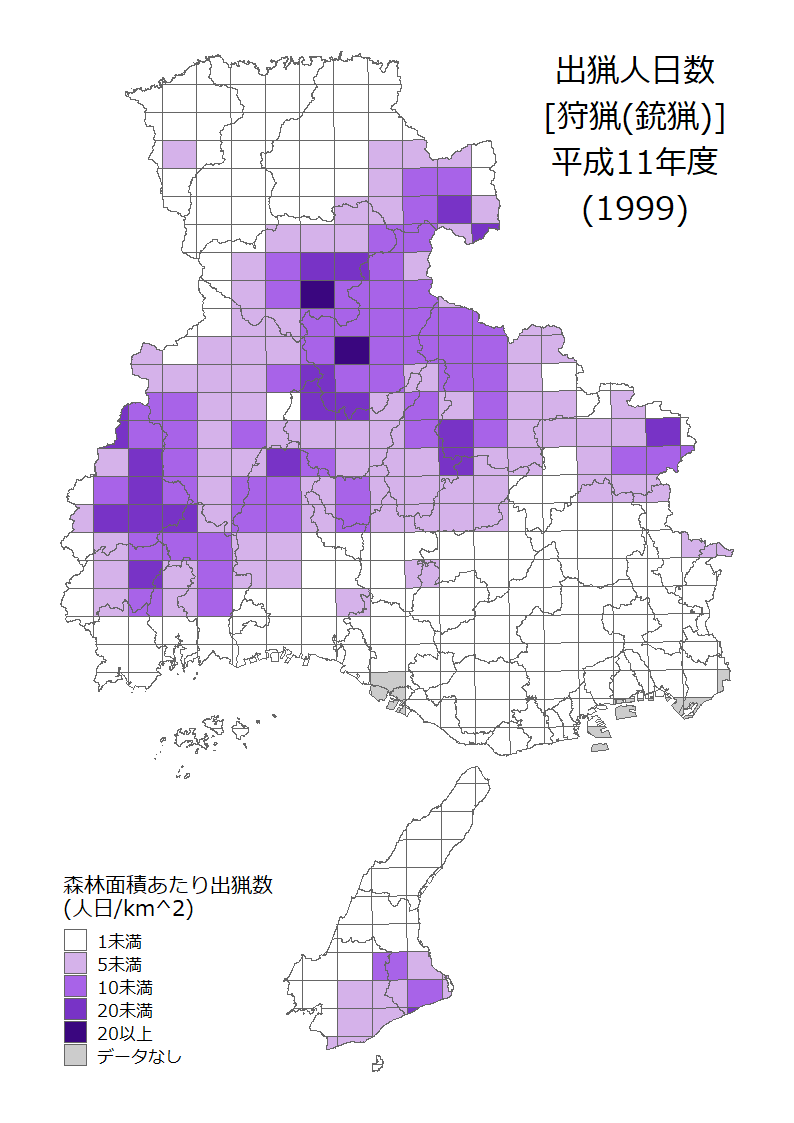 出猟人日数
[狩猟(銃猟)]
平成11年度
(1999)
森林面積あたり出猟数
(人日/km^2)
1未満
5未満
10未満
20未満
20以上
データなし